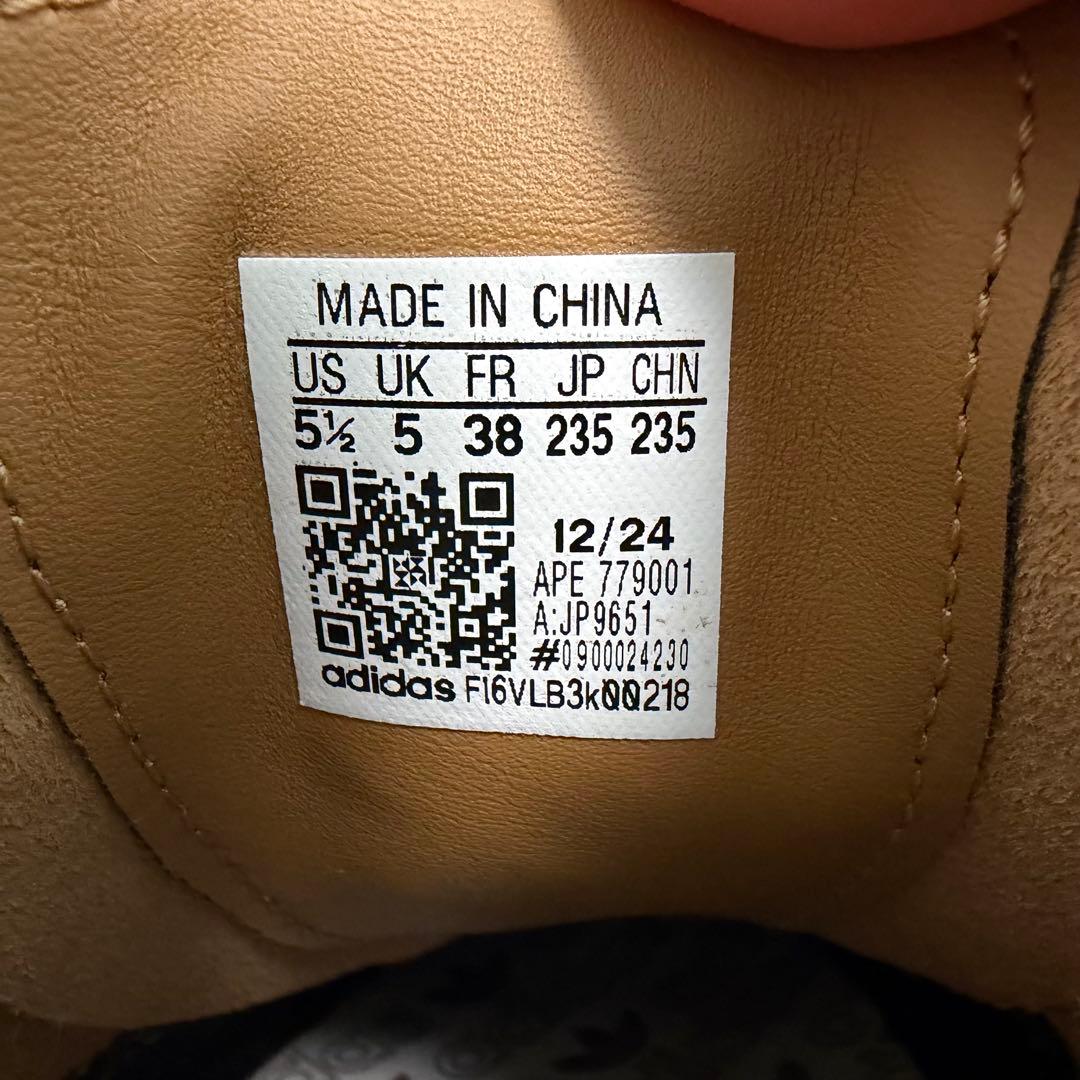 MADE IN CHINA
US UK FR JP CHN
5½ 5 38 235 235
12/24
APE 779001
A:JP9651
#0900024230
adidas FI6VLB3k00218